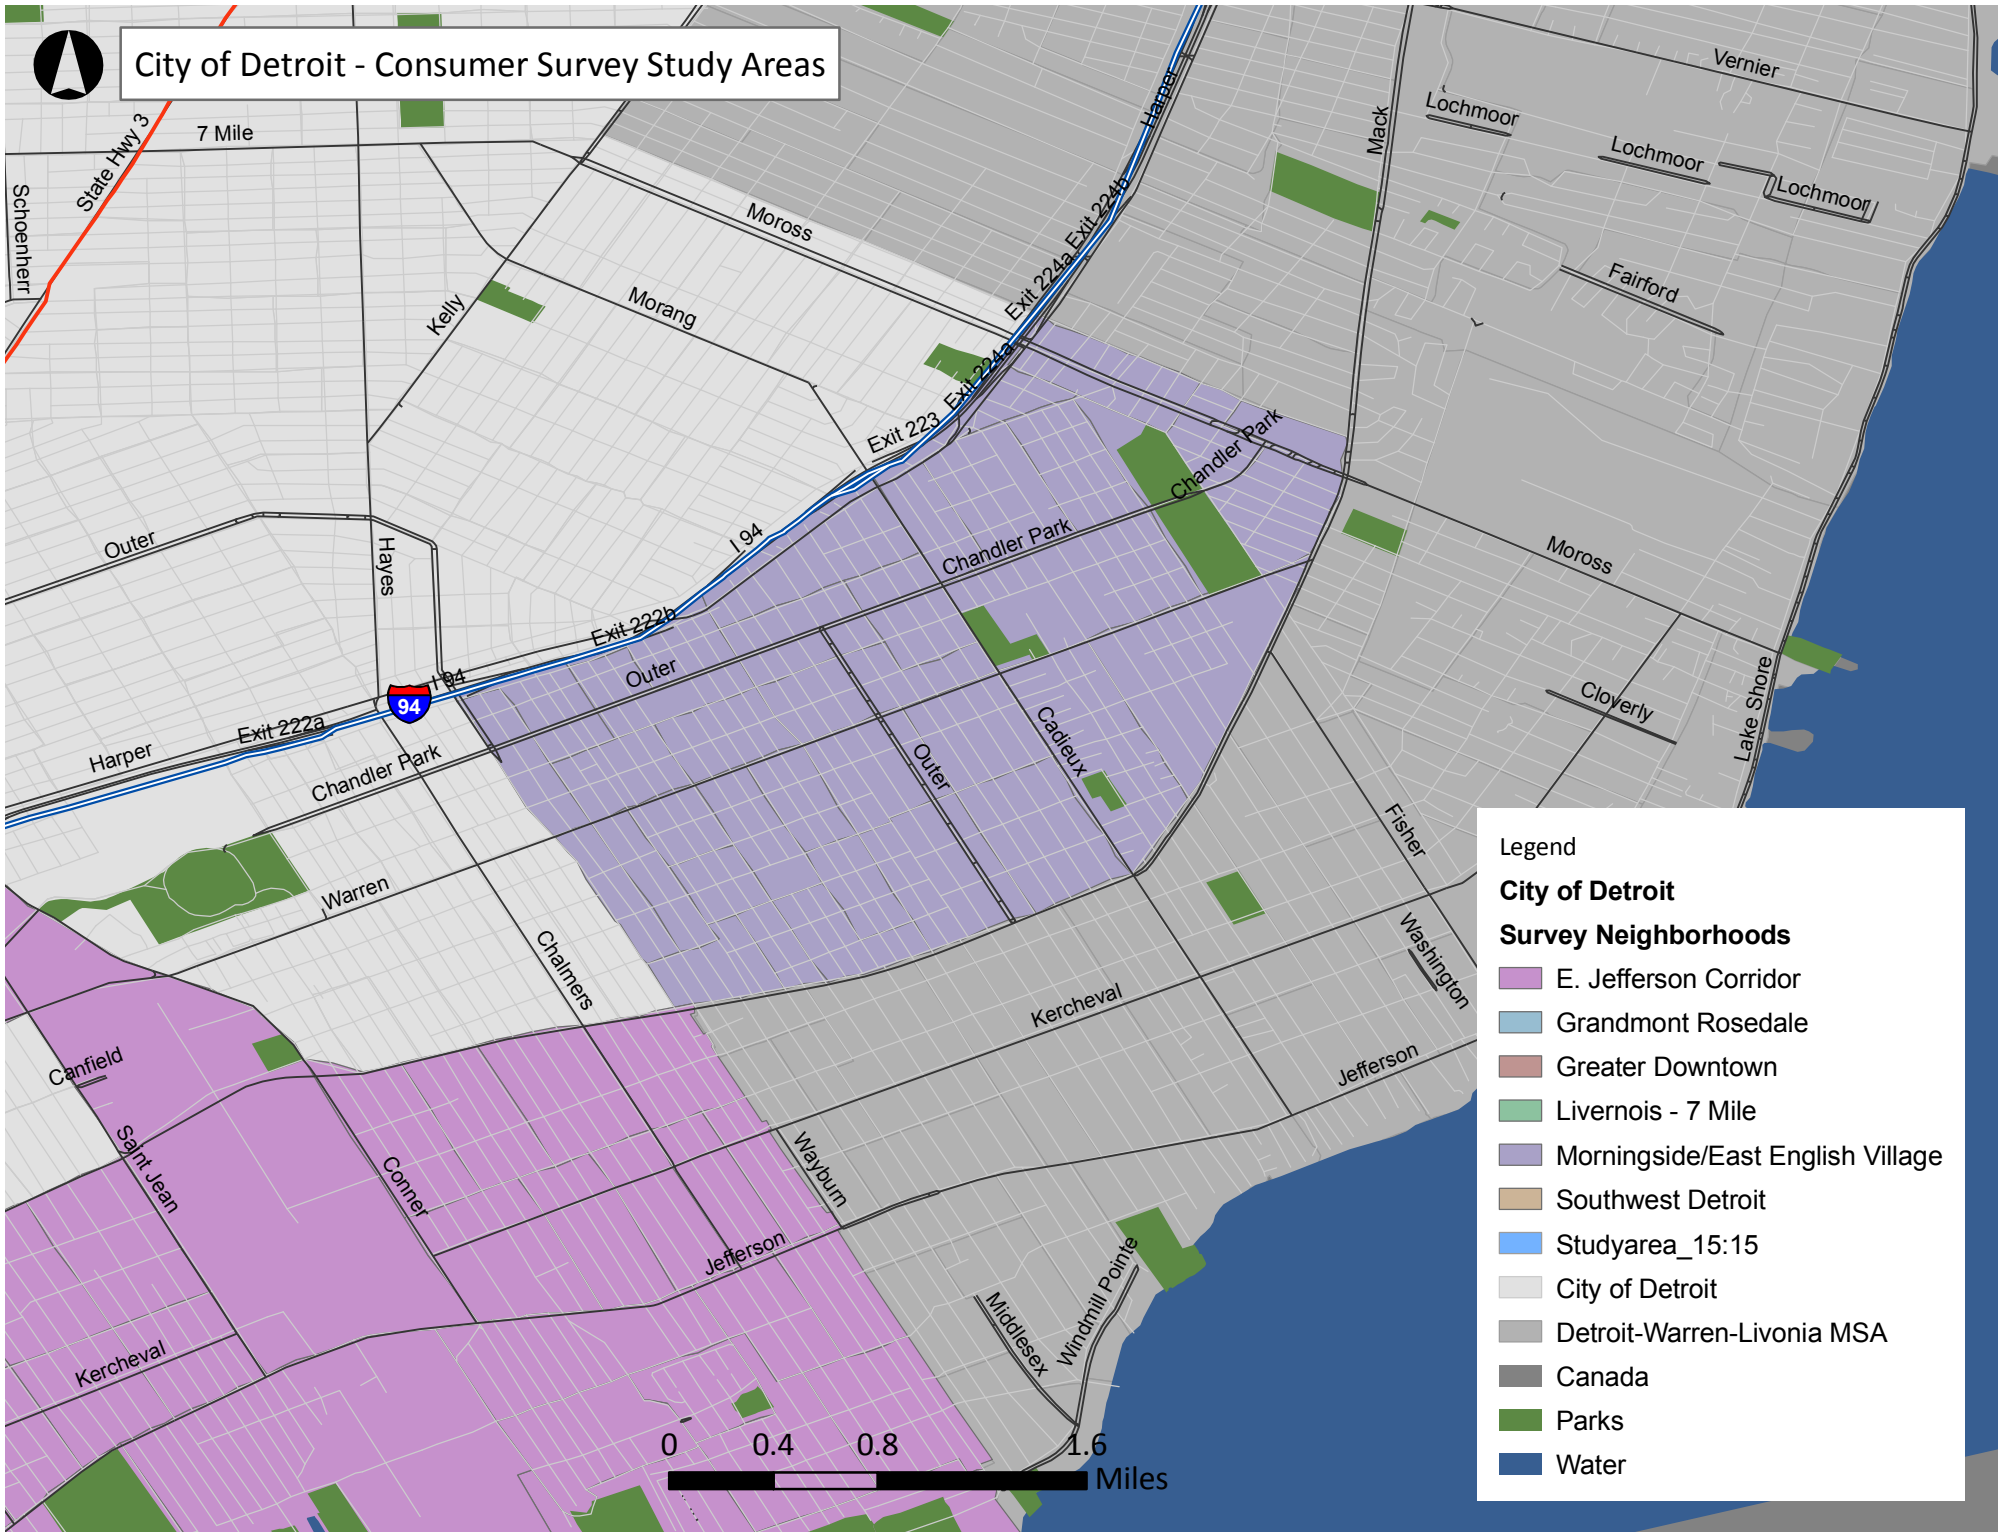 City of Detroit - Consumer Survey Study Areas
Vernier
Harper
Lochmoor
Mack
State Hwy 3
7 Mile
Lochmoor
Lochmoor
Schoenherr
Moross
Exit 224b
Exit 224a
Fairford
Kelly
Morang
Exit 224a
Exit 223
Chandler Park
I 94
Outer
Hayes
Chandler Park
Moross
Exit 222b
Outer
I 94
94
Cloverly
Lake Shore
Exit 222a
Harper
Cadieux
Outer
Chandler Park
Fisher
Warren
Chalmers
Washington
Kercheval
Canfield
Jefferson
Saint Jean
Conner
Wayburn
Jefferson
Windmill Pointe
Middlesex
Kercheval
0 0.4 0.8 1.6
Miles
Legend
City of Detroit
Survey Neighborhoods
E. Jefferson Corridor
Grandmont Rosedale
Greater Downtown
Livernois - 7 Mile
Morningside/East English Village
Southwest Detroit
Studyarea_15:15
City of Detroit
Detroit-Warren-Livonia MSA
Canada
Parks
Water